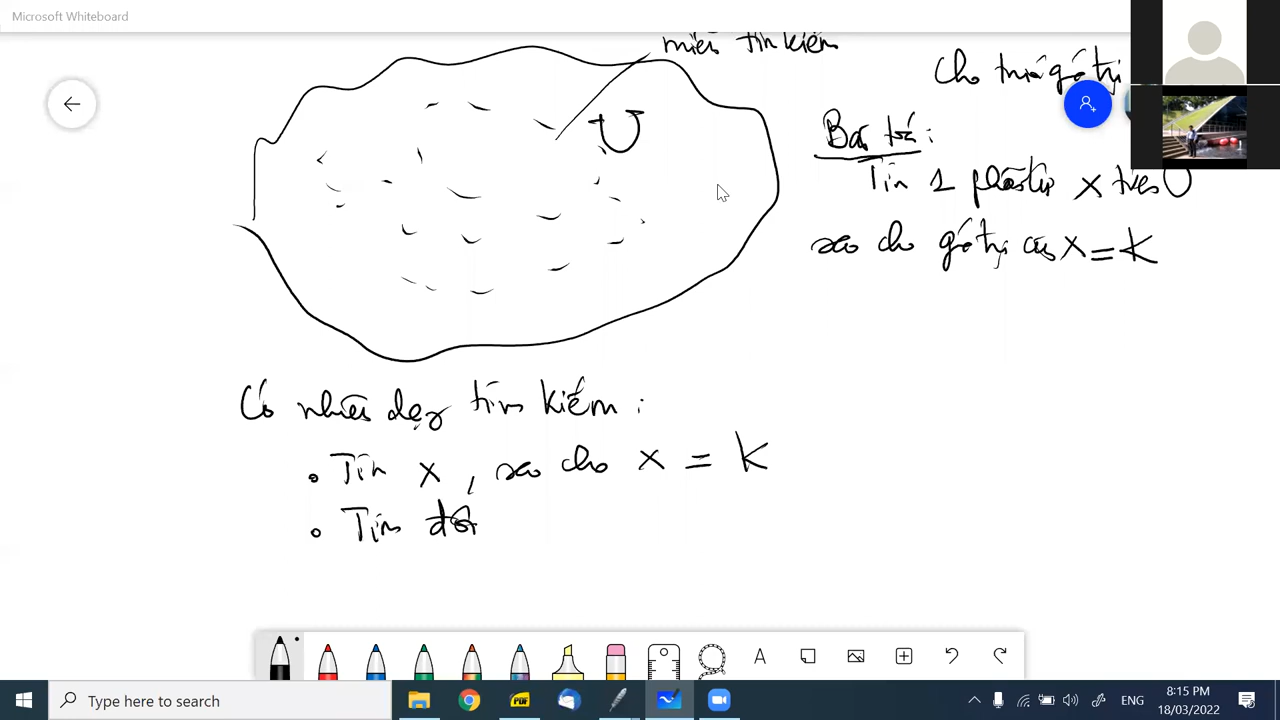 Microsoft Whiteboard
miền tìm kiếm
Cho trước giá trị
U
Bài toán :
Tìm 1 phần tử X trên U
sao cho giá trị của X = K
Có nhiều dạng tìm kiếm :
• Tìm X , sao cho X = K
• Tìm
A
Type here to search
PDF
ENG
8:15 PM
18/03/2022